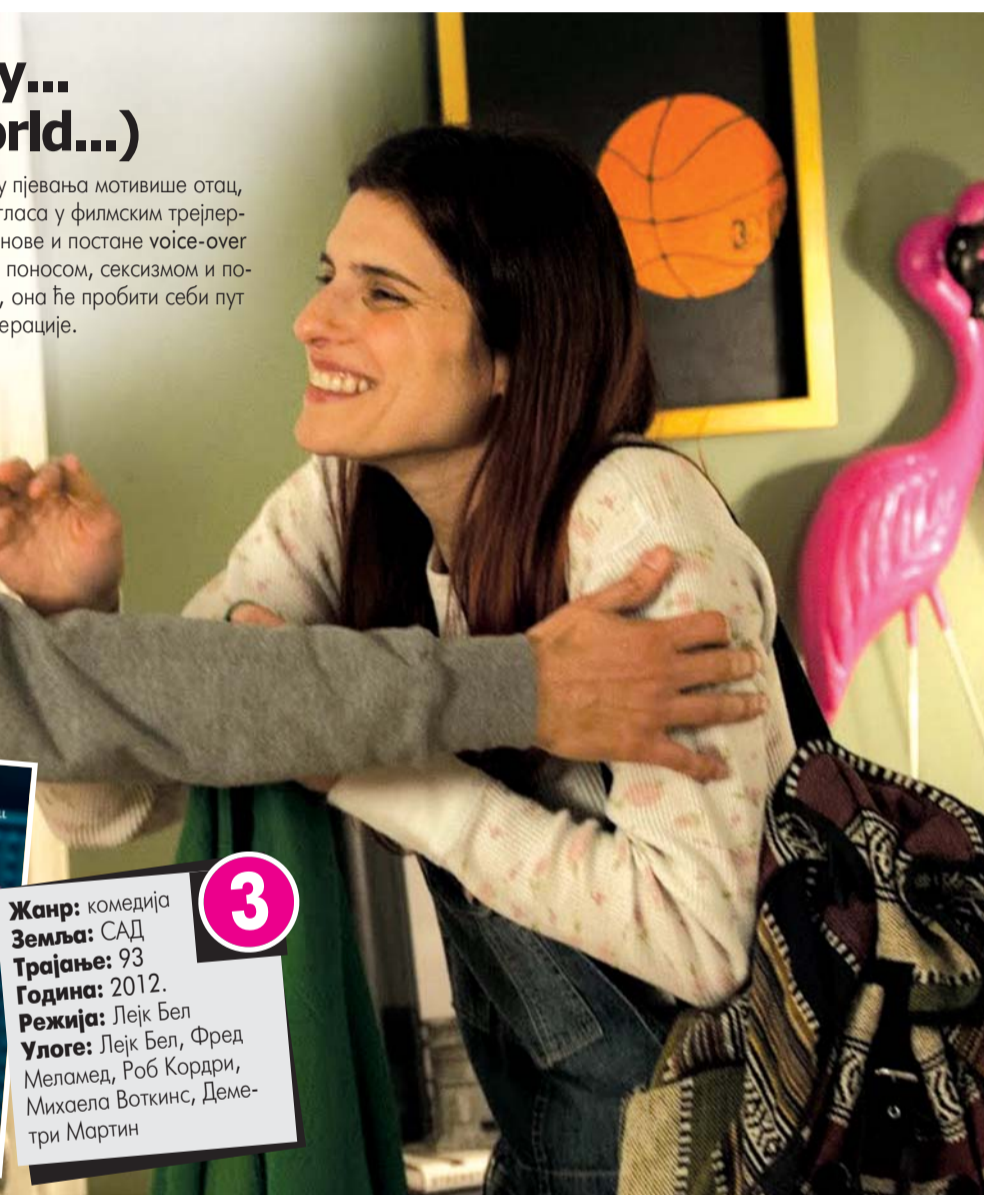 у...
orld...)
у пјевања мотивише отац,
гласа у филмским трејлер-
нове и постане voice-over
поносом, сексизмом и по-
, она ће пробити себи пут
ерације.
3
Жанр: комедија
Земља: САД
Трајање: 93
Година: 2012.
Режија: Лејк Бел
Улоге: Лејк Бел, Фред
Меламед, Роб Кордри,
Михаела Воткинс, Деме-
три Мартин